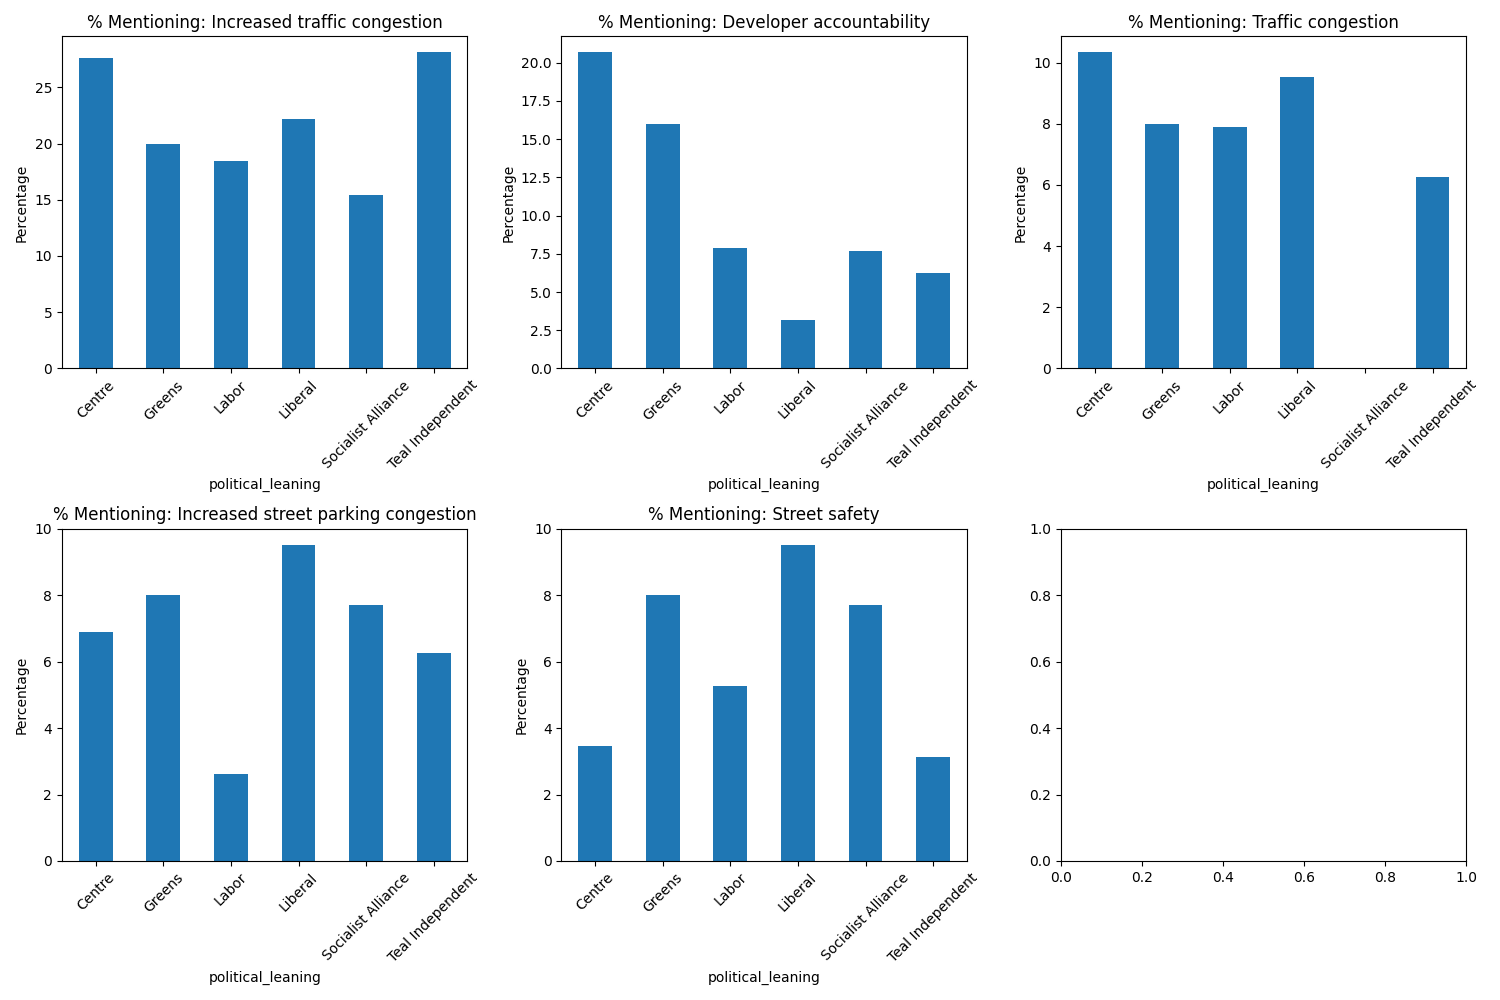 % Mentioning: Increased traffic congestion
25
20
15
10
5
0
Percentage
Centre
Greens
Labor
Liberal
Socialist Alliance
Teal Independent
political_leaning
% Mentioning: Developer accountability
20.0
17.5
15.0
12.5
10.0
7.5
5.0
2.5
0.0
Percentage
Centre
Greens
Labor
Liberal
Socialist Alliance
Teal Independent
political_leaning
% Mentioning: Traffic congestion
10
8
6
4
2
0
Percentage
Centre
Greens
Labor
Liberal
Socialist Alliance
Teal Independent
political_leaning
% Mentioning: Increased street parking congestion
10
8
6
4
2
0
Percentage
Centre
Greens
Labor
Liberal
Socialist Alliance
Teal Independent
political_leaning
% Mentioning: Street safety
10
8
6
4
2
0
Percentage
Centre
Greens
Labor
Liberal
Socialist Alliance
Teal Independent
political_leaning
1.0
0.8
0.6
0.4
0.2
0.0
0.0 0.2 0.4 0.6 0.8 1.0